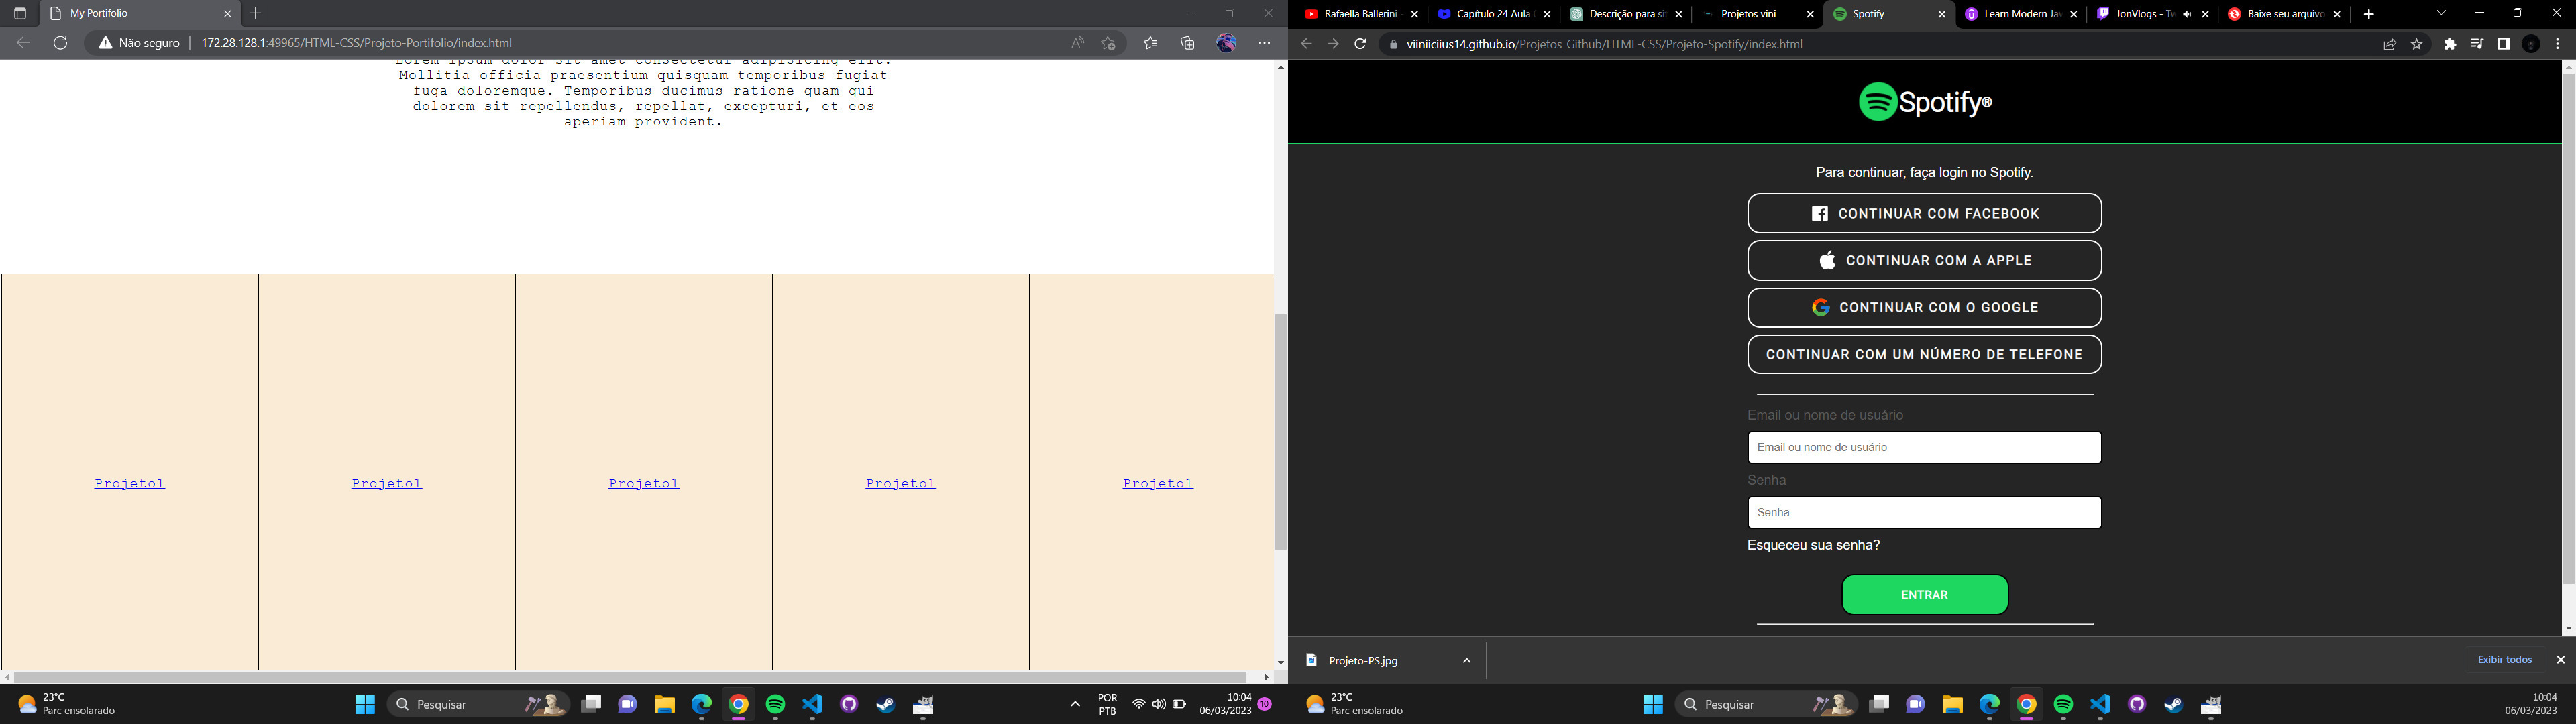 My Portifolio
Não seguro
172.28.128.1:49965/HTML-CSS/Projeto-Portifolio/index.html
Lorem ipsum dolor sit amet consectetur adipisicing elit.
Mollitia officia praesentium quisquam temporibus fugiat
fuga doloremque. Temporibus ducimus ratione quam qui
dolorem sit repellendus, repellat, excepturi, et eos
aperiam provident.
Projeto1 Projeto1 Projeto1 Projeto1 Projeto1
23°C
Parc ensolarado
Pesquisar
POR
PTB
10:04
06/03/2023
10
Rafaella Ballerini -
Capítulo 24 Aula
Descrição para sit
Projetos vini
Spotify
Learn Modern Jav
JonVlogs - Tw
Baixe seu arquivo
viiniiciius14.github.io/Projetos_Github/HTML-CSS/Projeto-Spotify/index.html
Spotify®
Para continuar, faça login no Spotify.
CONTINUAR COM FACEBOOK
CONTINUAR COM A APPLE
CONTINUAR COM O GOOGLE
CONTINUAR COM UM NÚMERO DE TELEFONE
Email ou nome de usuário
Email ou nome de usuário
Senha
Senha
Esqueceu sua senha?
ENTRAR
Projeto-PS.jpg
Exibir todos
23°C
Parc ensolarado
Pesquisar
10:04
06/03/2023